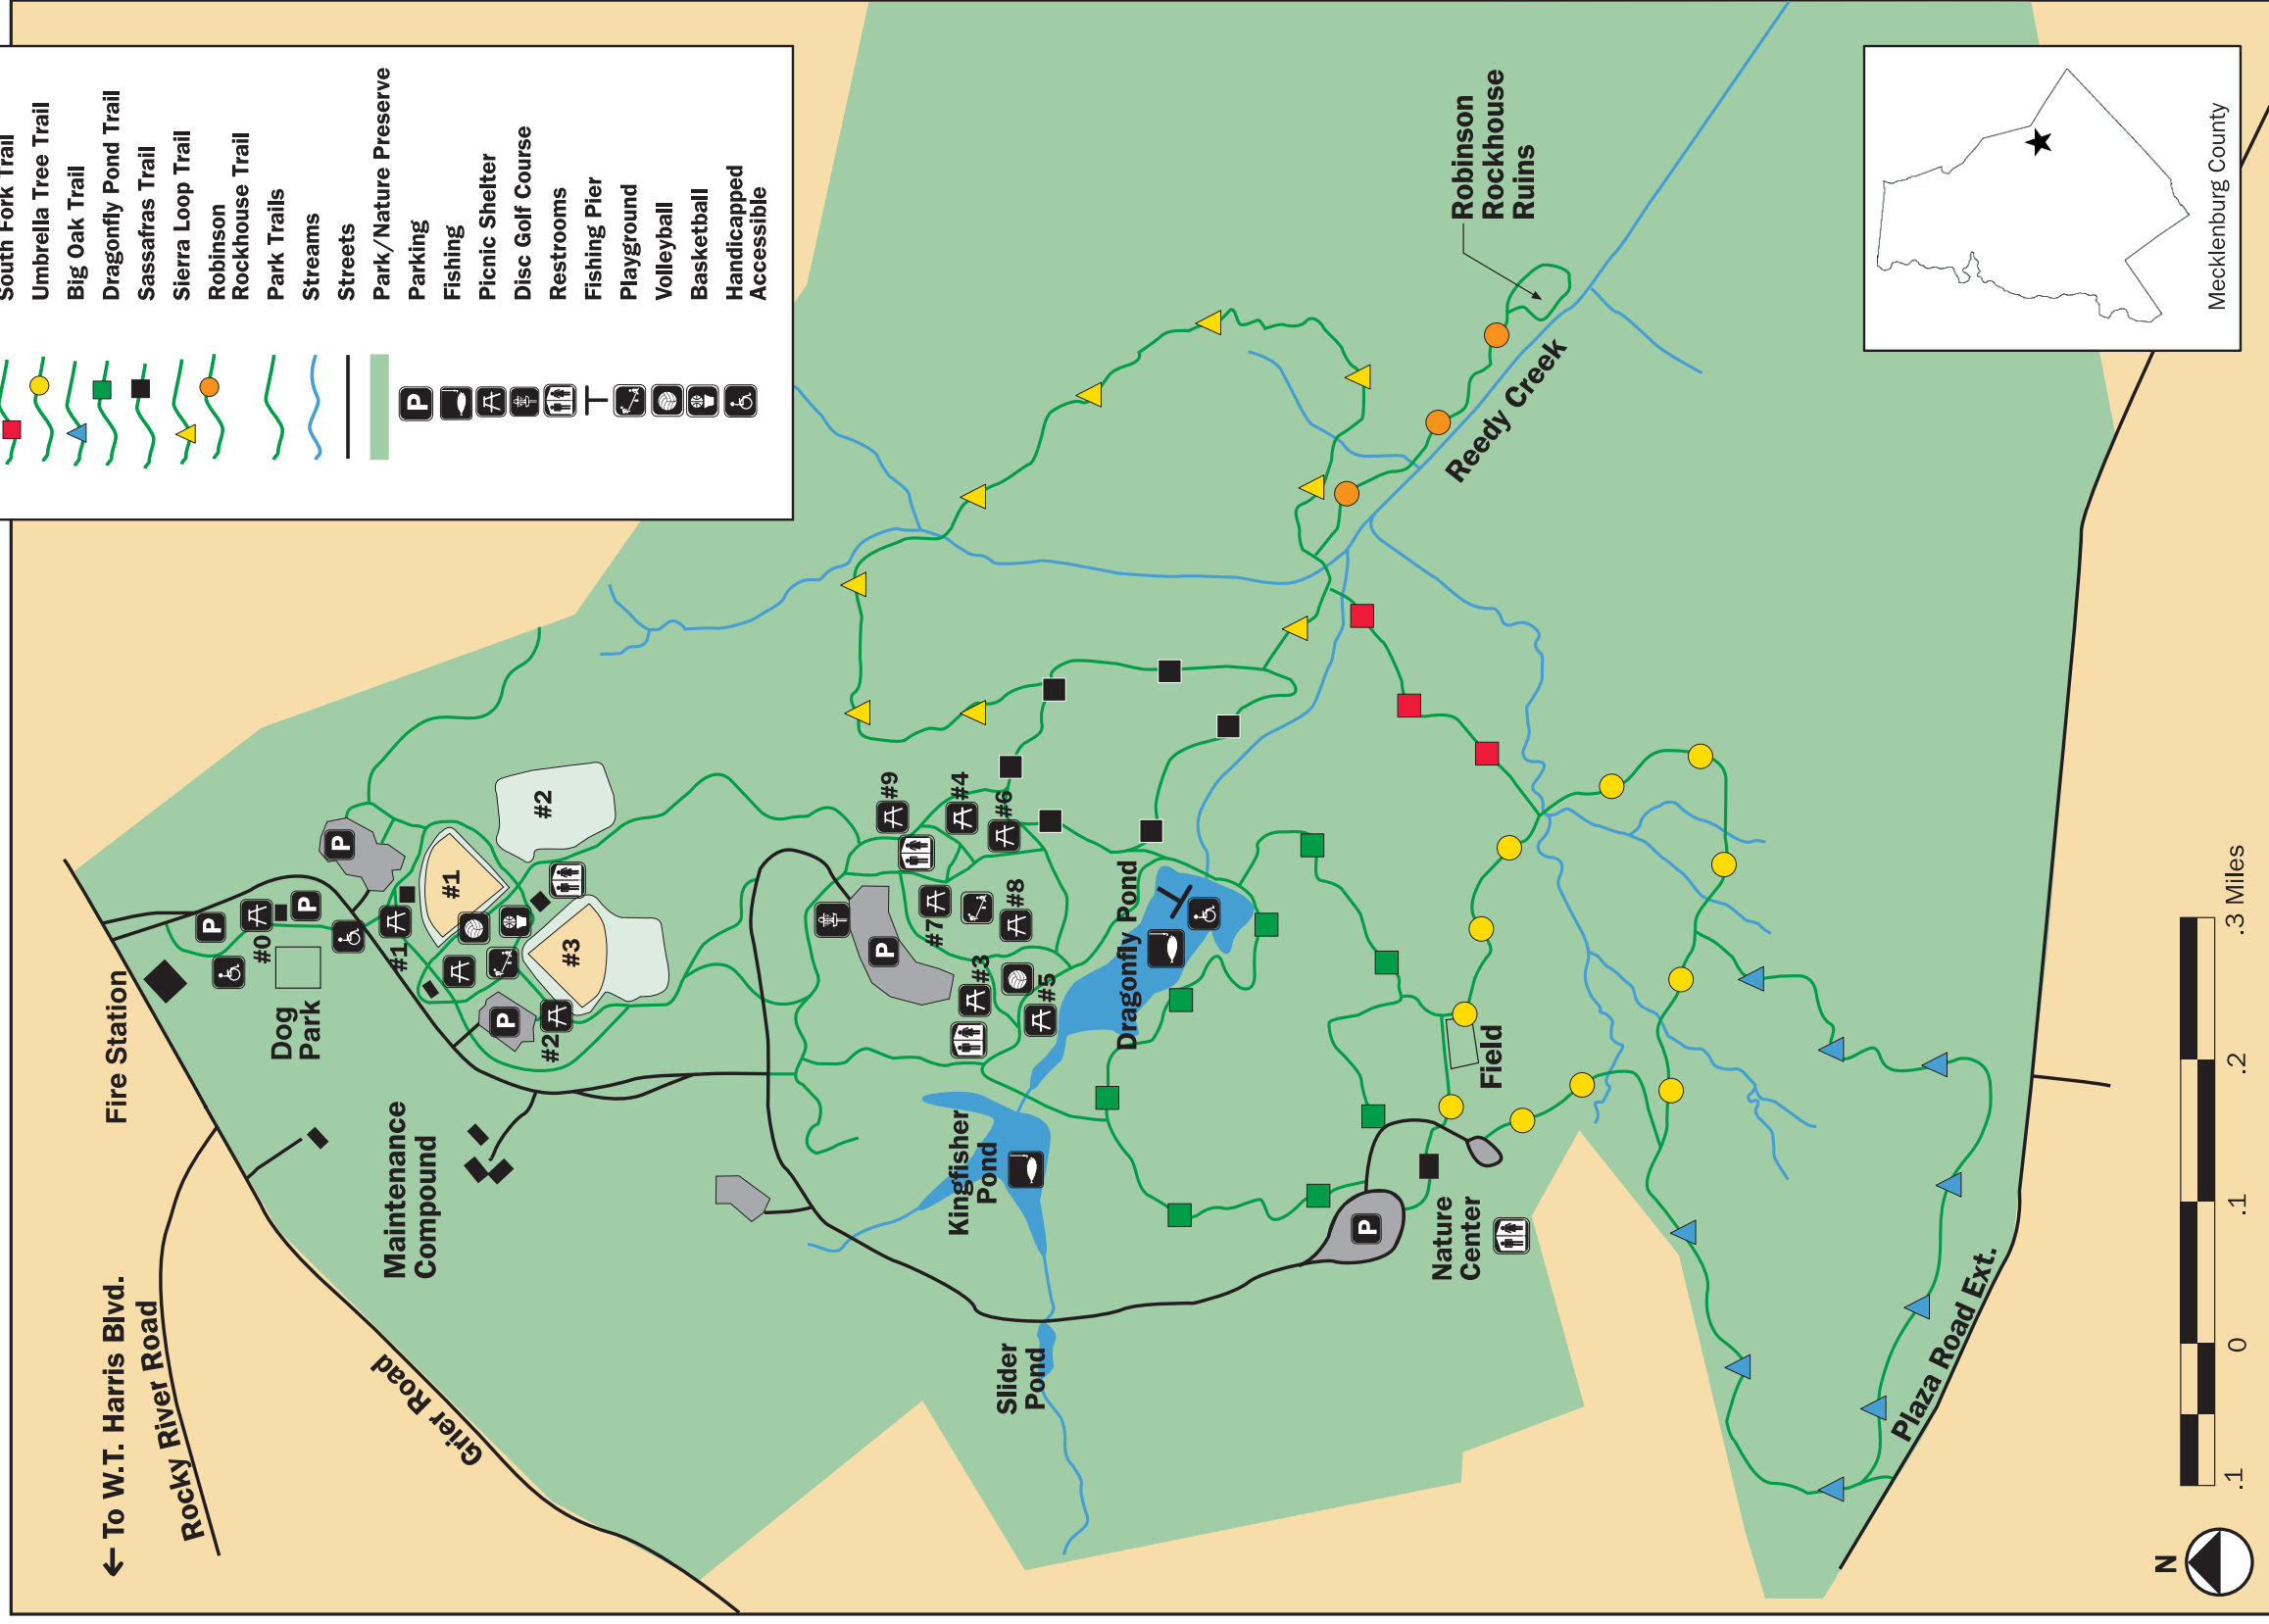 South Fork Trail
Umbrella Tree Trail
Big Oak Trail
Dragonfly Pond Trail
Sassafras Trail
Sierra Loop Trail
Robinson
Rockhouse Trail
Park Trails
Streams
Streets
Park/Nature Preserve
P
Parking
Fishing
Picnic Shelter
Disc Golf Course
Restrooms
Fishing Pier
Playground
Volleyball
Basketball
Handicapped
Accessible
← To W.T. Harris Blvd.
Rocky River Road
Grier Road
Fire Station
P
#0
P
Dog
Park
P
#1
#1
#2
#3
P
#2
Maintenance
Compound
#9
#4
#6
#7
#8
P
#3
#5
Kingfisher
Pond
Dragonfly Pond
Slider
Pond
P
Nature
Center
Field
Reedy Creek
Robinson
Rockhouse
Ruins
Plaza Road Ext.
Mecklenburg County
N
.1
0
.1
.2
.3 Miles